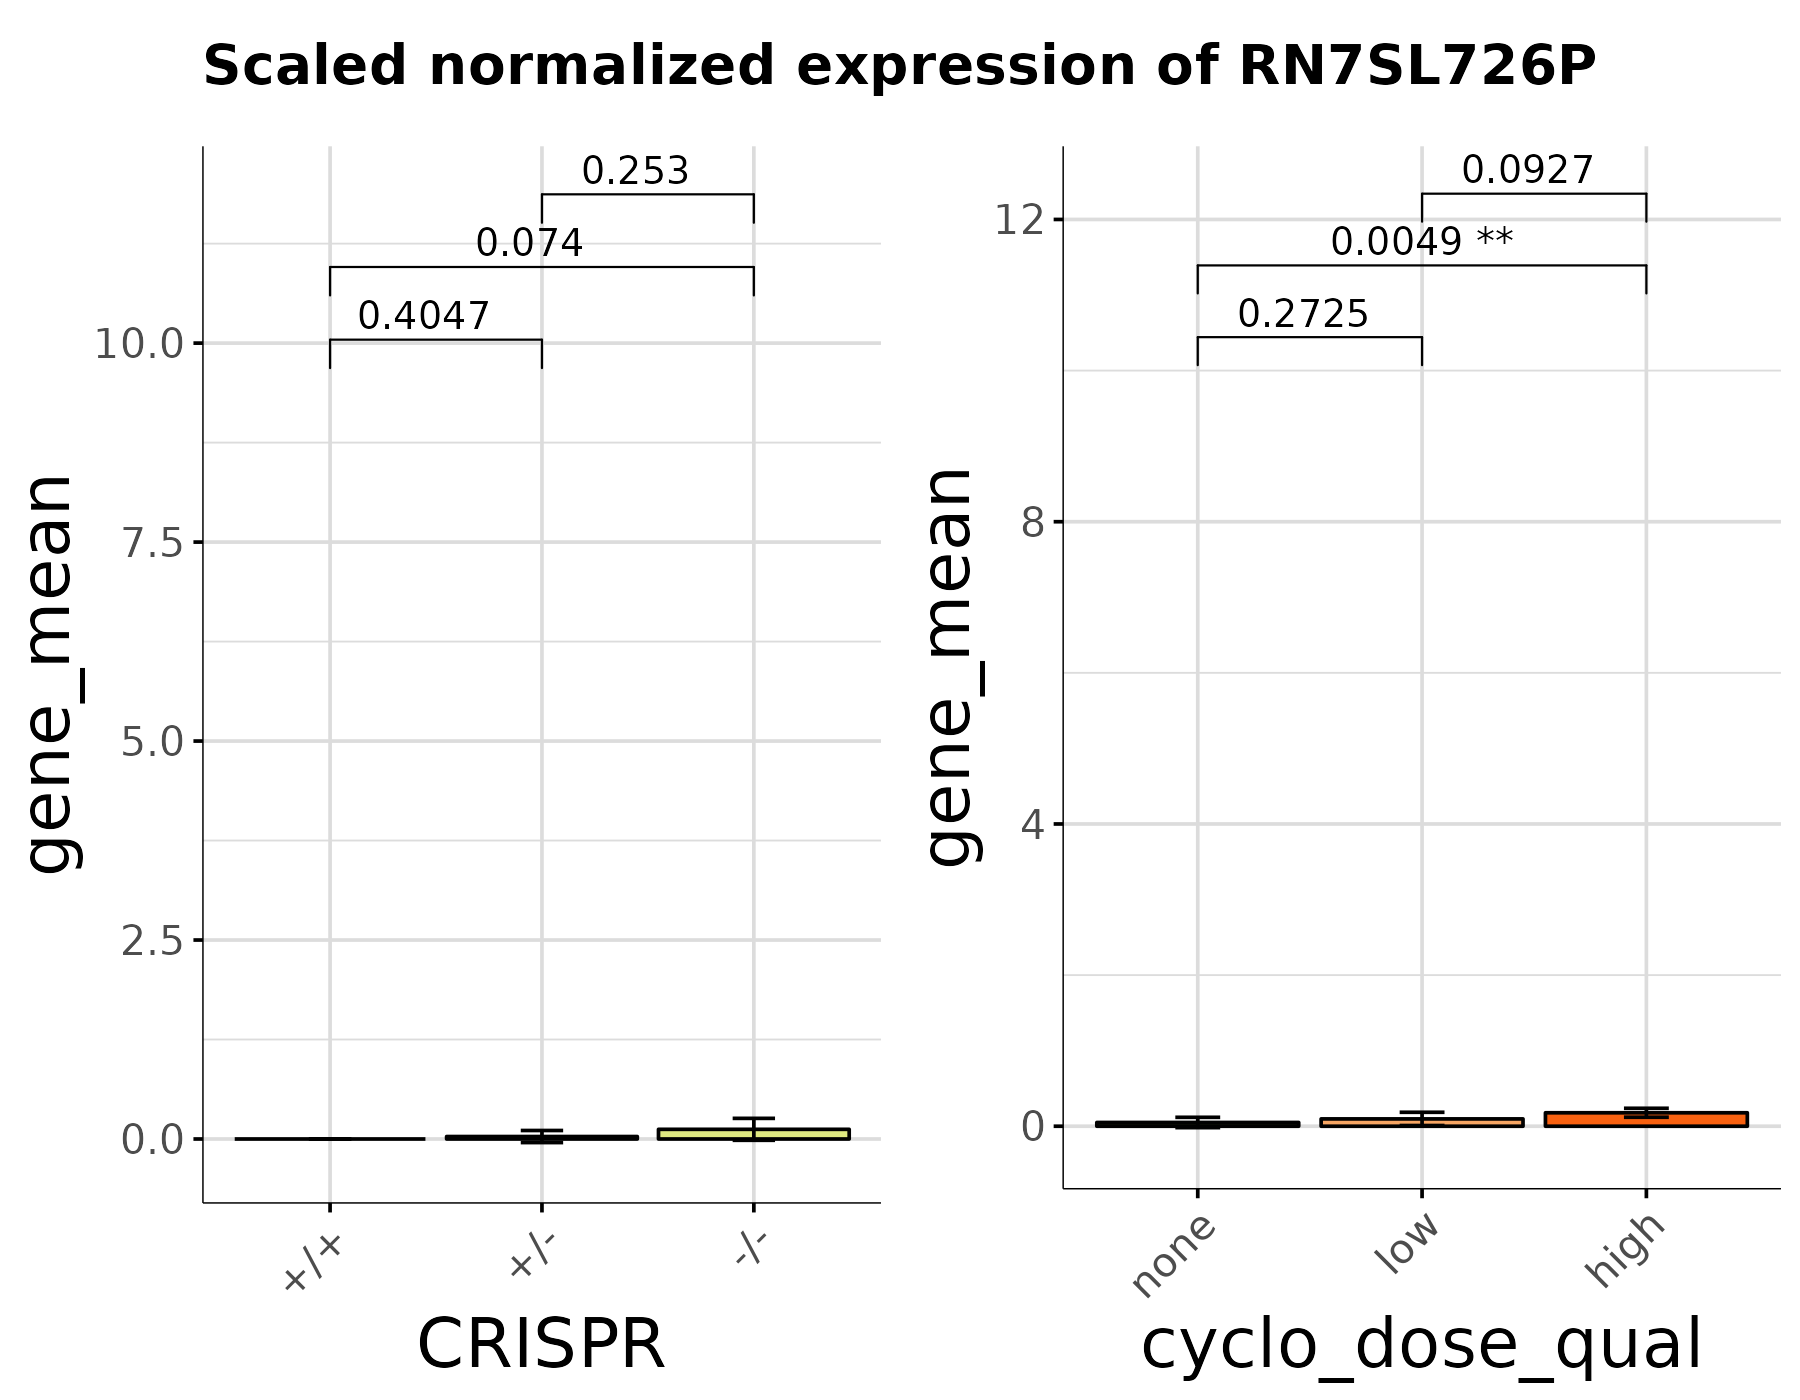 Scaled normalized expression of RN7SL726P
gene_mean
10.0
7.5
5.0
2.5
0.0
0.253
0.074
0.4047
+/+
+/-
-/-
CRISPR
gene_mean
12
8
4
0
0.0927
0.0049 **
0.2725
none
low
high
cyclo_dose_qual